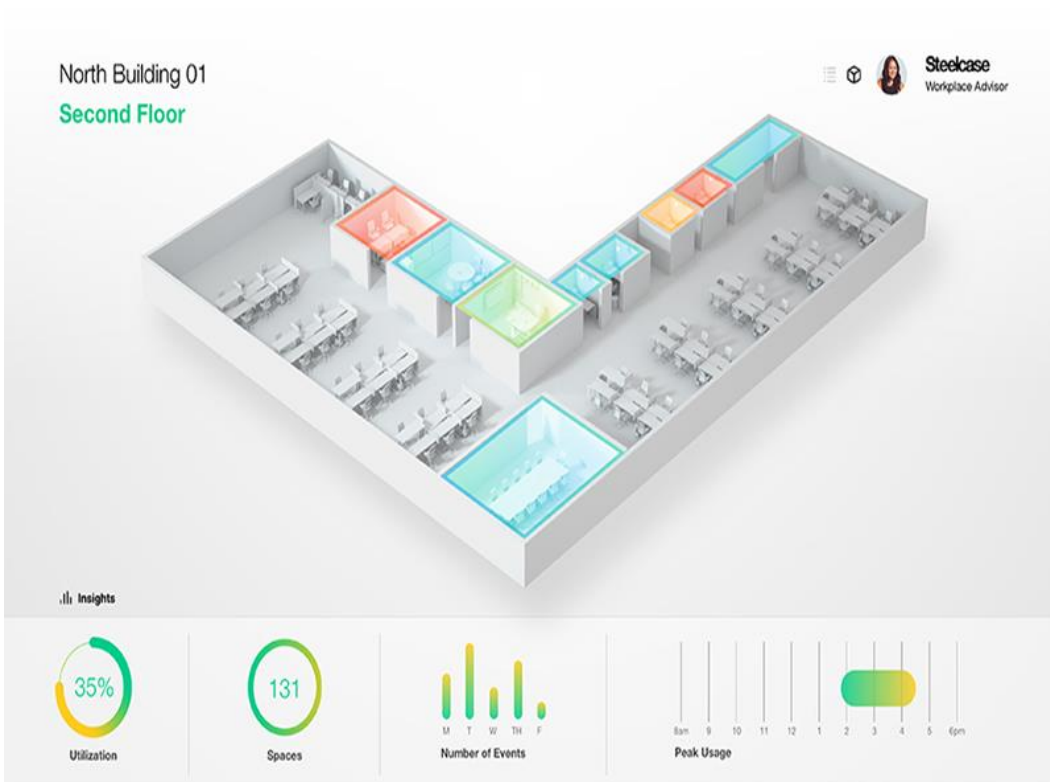 North Building 01
Second Floor
Steelcase
Workplace Advisor
Insights
35%
Utilization
131
Spaces
M T W TH F
Number of Events
8am 9 10 11 12 1 2 3 4 5 6pm
Peak Usage